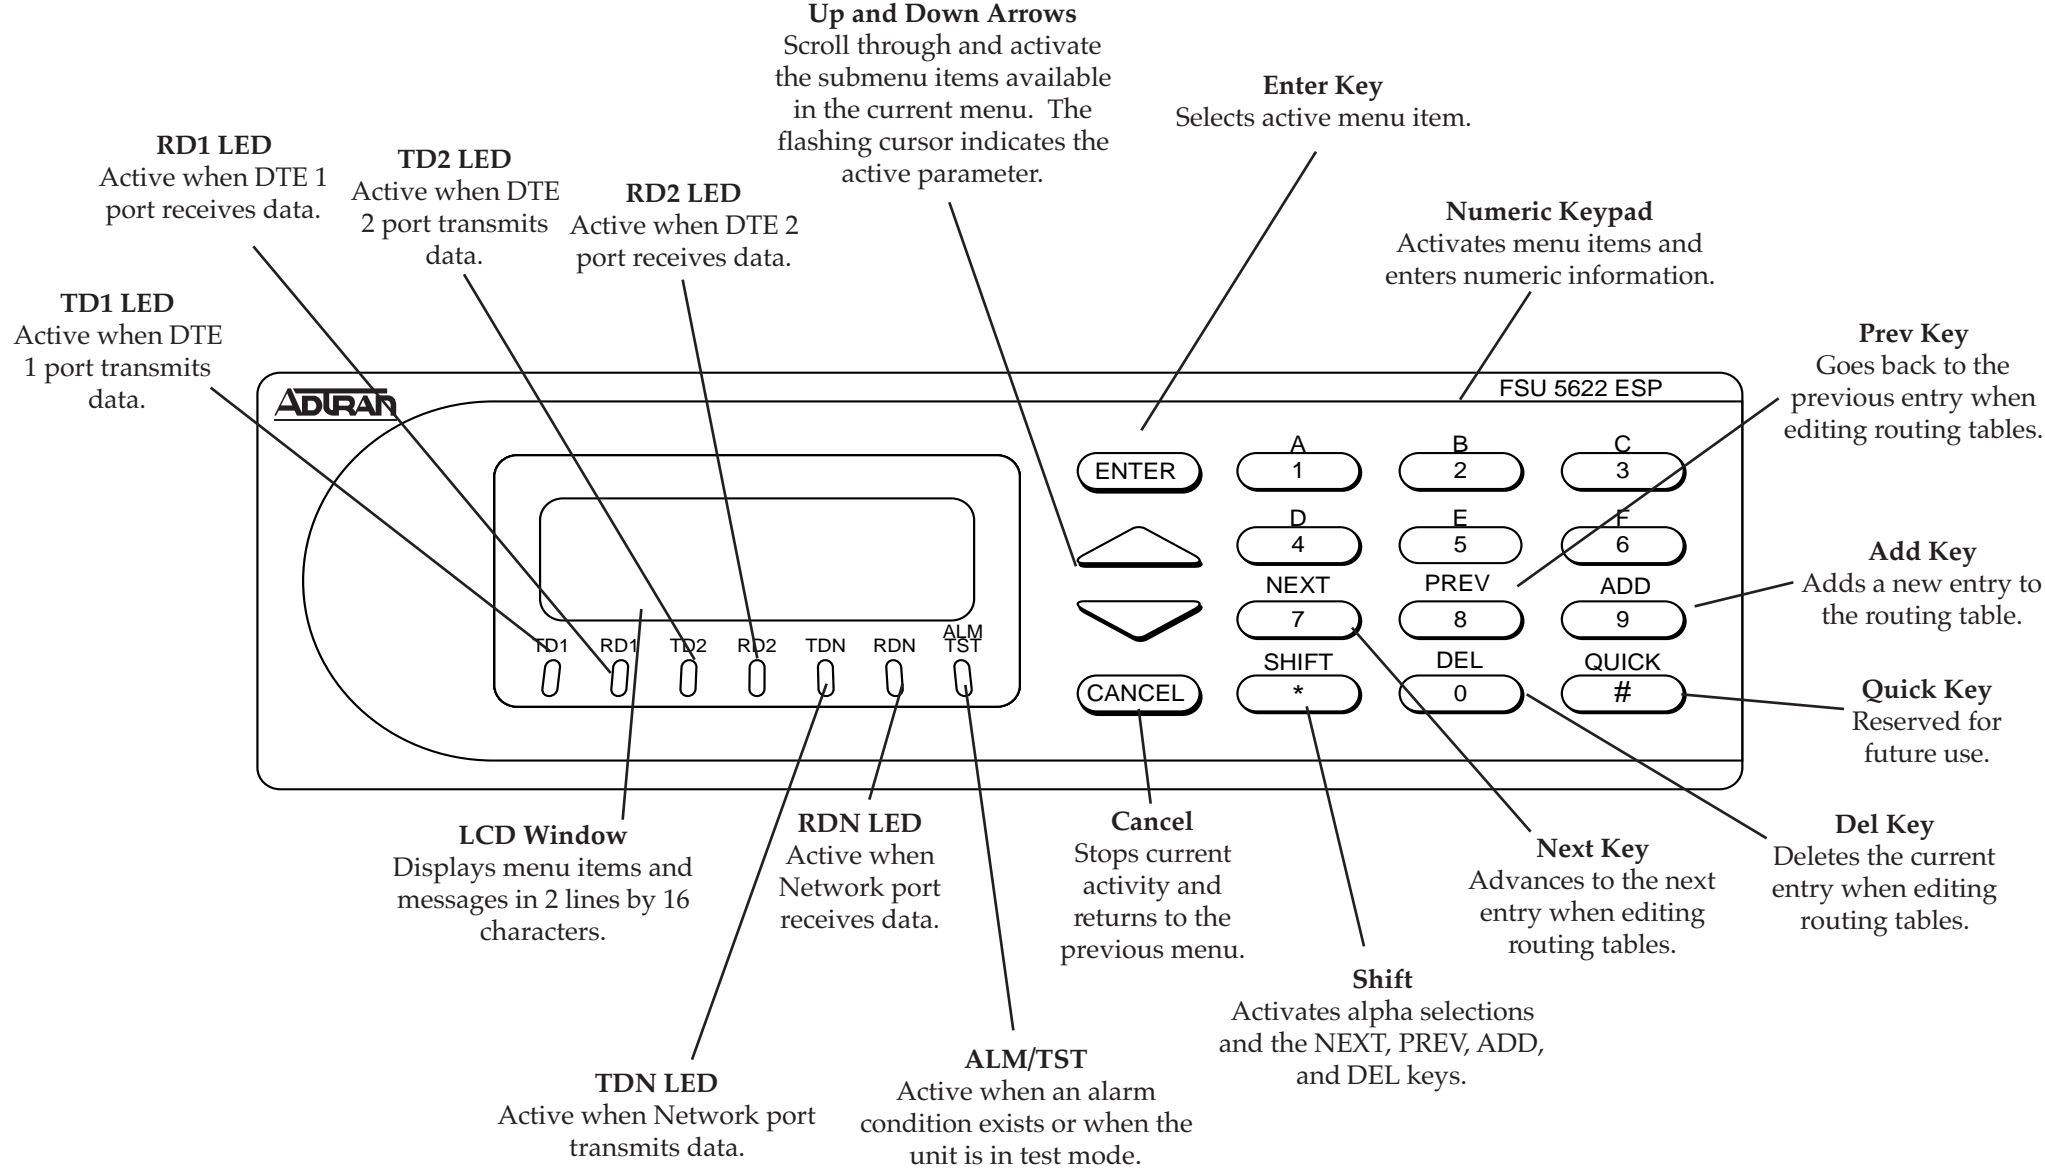 Up and Down Arrows
Scroll through and activate
the submenu items available
in the current menu. The
flashing cursor indicates the
active parameter.
Enter Key
Selects active menu item.
RD1 LED
Active when DTE 1
port receives data.
TD2 LED
Active when DTE
2 port transmits
data.
RD2 LED
Active when DTE 2
port receives data.
Numeric Keypad
Activates menu items and
enters numeric information.
TD1 LED
Active when DTE
1 port transmits
data.
Prev Key
Goes back to the
previous entry when
editing routing tables.
ADTRAN
FSU 5622 ESP
A B C
ENTER 1 2 3
D E F
4 5 6
NEXT PREV ADD
7 8 9
ALM
TD1 RD1 TD2 RD2 TDN RDN TST
SHIFT DEL QUICK
CANCEL * 0 #
Add Key
Adds a new entry to
the routing table.
Quick Key
Reserved for
future use.
LCD Window
Displays menu items and
messages in 2 lines by 16
characters.
RDN LED
Active when
Network port
receives data.
Cancel
Stops current
activity and
returns to the
previous menu.
Next Key
Advances to the next
entry when editing
routing tables.
Del Key
Deletes the current
entry when editing
routing tables.
Shift
Activates alpha selections
and the NEXT, PREV, ADD,
and DEL keys.
TDN LED
Active when Network port
transmits data.
ALM/TST
Active when an alarm
condition exists or when the
unit is in test mode.